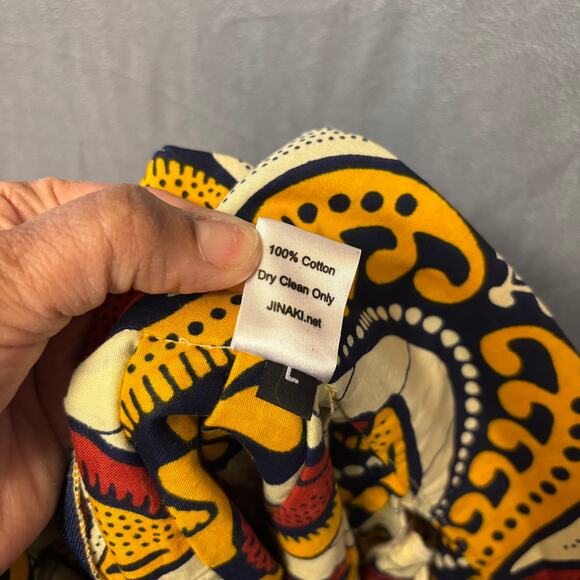 100% Cotton
Dry Clean Only
JINAKI.net
L